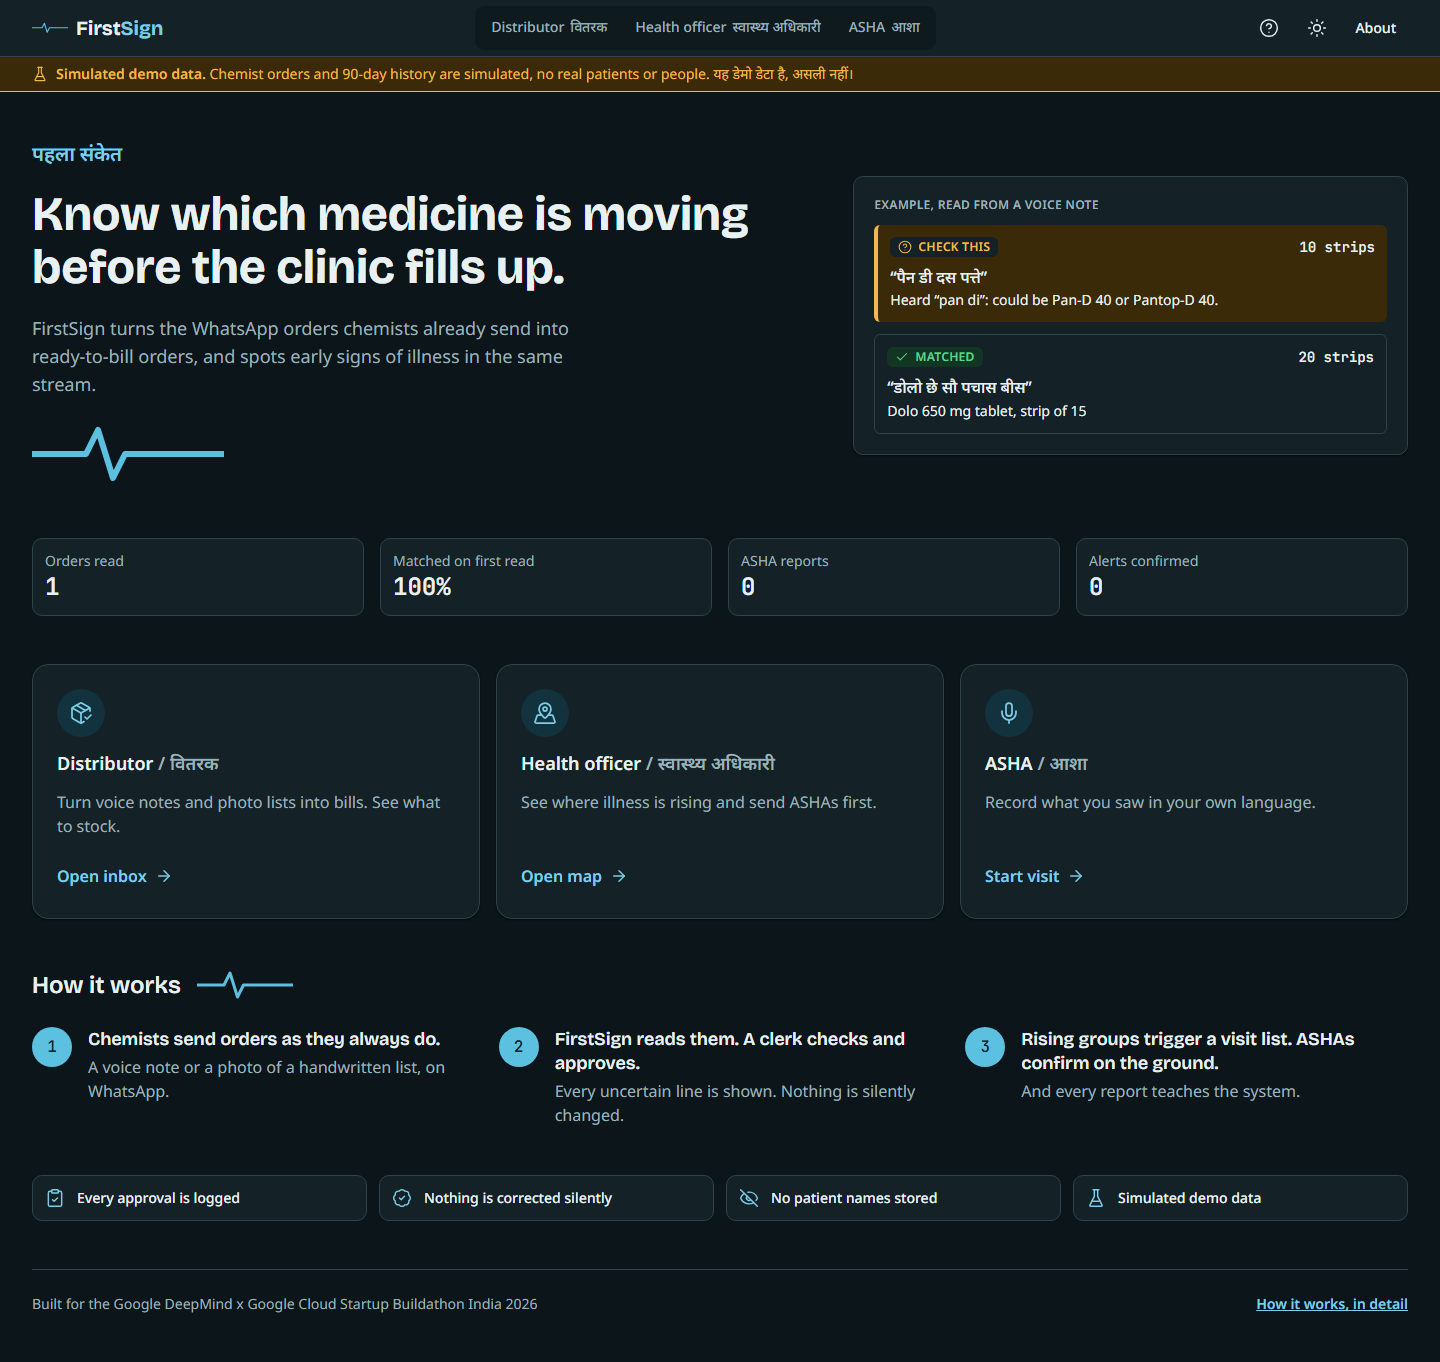 FirstSign
Distributor वितरक
Health officer स्वास्थ्य अधिकारी
ASHA आशा
About
Simulated demo data. Chemist orders and 90-day history are simulated, no real patients or people. यह डेमो डेटा है, असली नहीं।
पहला संकेत
Know which medicine is moving
before the clinic fills up.
FirstSign turns the WhatsApp orders chemists already send into
ready-to-bill orders, and spots early signs of illness in the same
stream.
EXAMPLE, READ FROM A VOICE NOTE
CHECK THIS
10 strips
“पैन डी दस पत्ते”
Heard “pan di”: could be Pan-D 40 or Pantop-D 40.
MATCHED
20 strips
“डोलो छे सौ पचास बीस”
Dolo 650 mg tablet, strip of 15
Orders read
1
Matched on first read
100%
ASHA reports
0
Alerts confirmed
0
Distributor / वितरक
Turn voice notes and photo lists into bills. See what
to stock.
Open inbox
Health officer / स्वास्थ्य अधिकारी
See where illness is rising and send ASHAs first.
Open map
ASHA / आशा
Record what you saw in your own language.
Start visit
How it works
1
Chemists send orders as they always do.
A voice note or a photo of a handwritten list, on
WhatsApp.
2
FirstSign reads them. A clerk checks and
approves.
Every uncertain line is shown. Nothing is silently
changed.
3
Rising groups trigger a visit list. ASHAs
confirm on the ground.
And every report teaches the system.
Every approval is logged
Nothing is corrected silently
No patient names stored
Simulated demo data
Built for the Google DeepMind x Google Cloud Startup Buildathon India 2026
How it works, in detail